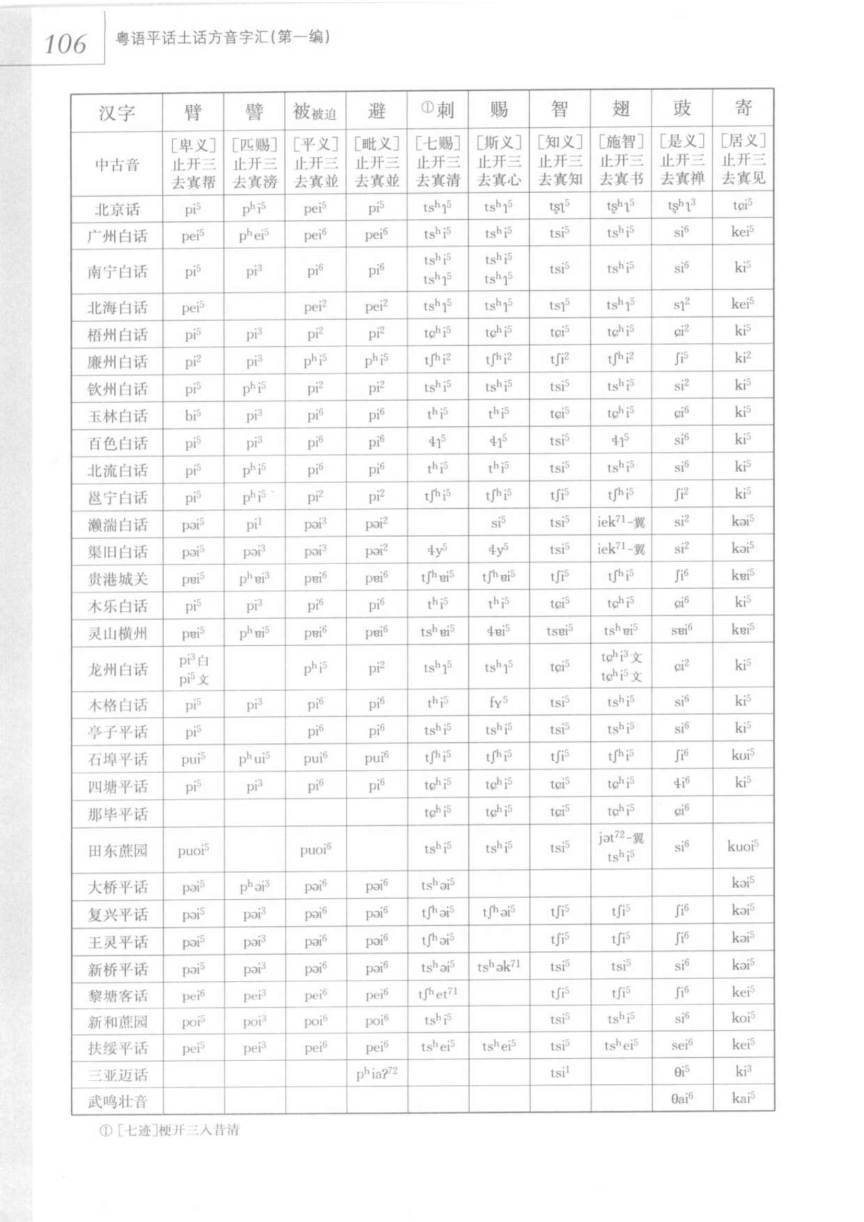 106 粤语平话土话方音字汇(第一编)
汉字 臂 譬 被被迫 避 ①刺 赐 智 翅 豉 寄
中古音 [卑义]止开三去寘帮 [匹赐]止开三去寘滂 [平义]止开三去寘並 [毗义]止开三去寘並 [七赐]止开三去寘清 [斯义]止开三去寘心 [知义]止开三去寘知 [施智]止开三去寘书 [是义]止开三去寘禅 [居义]止开三去寘见
北京话 pi⁵ pʰi⁵ pei⁵ pi⁵ tsʰɿ⁵ tsʰɿ⁵ tʂʅ⁵ tʂʰʅ⁵ tʂʰʅ³ tɕi⁵
广州白话 pei⁵ pʰei⁵ pei⁶ pei⁶ tsʰi⁵ tsʰi⁵ tsi⁵ tsʰi⁵ si⁶ kei⁵
南宁白话 pi⁵ pi³ pi⁶ pi⁶ tsʰi⁵ tsʰɿ⁵ tsʰi⁵ tsʰɿ⁵ tsi⁵ tsʰi⁵ si⁶ ki⁵
北海白话 pei⁵ pei² pei² tsʰɿ⁵ tsʰɿ⁵ tsɿ⁵ tsʰɿ⁵ sɿ² kei⁵
梧州白话 pi⁵ pi³ pi² pi² tɕʰi⁵ tɕʰi⁵ tɕi⁵ tɕʰi⁵ ɕi² ki⁵
廉州白话 pi² pi³ pʰi⁵ pʰi⁵ tʃʰi² tʃʰi² tʃi² tʃʰi² ʃi⁵ ki²
钦州白话 pi⁵ pʰi⁵ pi² pi² tsʰi⁵ tsʰi⁵ tsi⁵ tsʰi⁵ si² ki⁵
玉林白话 bi⁵ pi³ pi⁶ pi⁶ tʰi⁵ tʰi⁵ tɕi⁵ tɕʰi⁵ ɕi⁶ ki⁵
百色白话 pi⁵ pi³ pi⁶ pi⁶ ɬɿ⁵ ɬɿ⁵ tsi⁵ ɬɿ⁵ si⁶ ki⁵
北流白话 pi⁵ pʰi⁵ pi⁶ pi⁶ tʰi⁵ tʰi⁵ tsi⁵ tsʰi⁵ si⁶ ki⁵
邕宁白话 pi⁵ pʰi⁵ pi² pi² tʃʰi⁵ tʃʰi⁵ tʃi⁵ tʃʰi⁵ ʃi² ki⁵
濑湍白话 pəi⁵ pi¹ pəi³ pəi² si⁵ tsi⁵ iek⁷¹-翼 si² kəi⁵
渠旧白话 pəi⁵ pəi³ pəi³ pəi² ɬy⁵ ɬy⁵ tsi⁵ iek⁷¹-翼 si² kəi⁵
贵港城关 pɐi⁵ pʰɐi³ pɐi⁶ pɐi⁶ tʃʰɐi⁵ tʃʰɐi⁵ tʃi⁵ tʃʰi⁵ ʃi⁶ kɐi⁵
木乐白话 pi⁵ pi³ pi⁶ pi⁶ tʰi⁵ tʰi⁵ tɕi⁵ tɕʰi⁵ ɕi⁶ ki⁵
灵山横州 pɐi⁵ pʰɐi⁵ pɐi⁶ pɐi⁶ tsʰɐi⁵ ɬɐi⁵ tsɐi⁵ tsʰɐi⁵ sɐi⁶ kɐi⁵
龙州白话 pi³白 pi⁵文 pʰi⁵ pi² tsʰɿ⁵ tsʰɿ⁵ tɕi⁵ tɕʰi³文 tɕʰi⁵文 ɕi² ki⁵
木格白话 pi⁵ pi³ pi⁶ pi⁶ tʰi⁵ fʏ⁵ tsi⁵ tsʰi⁵ si⁶ ki⁵
亭子平话 pi⁵ pi⁶ pi⁶ tsʰi⁵ tsʰi⁵ tsi⁵ tsʰi⁵ si⁶ ki⁵
石埠平话 pui⁵ pʰui⁵ pui⁶ pui⁶ tʃʰi⁵ tʃʰi⁵ tʃi⁵ tʃʰi⁵ ʃi⁶ kʊi⁵
四塘平话 pi⁵ pi³ pi⁶ pi⁶ tɕʰi⁵ tɕʰi⁵ tɕi⁵ tɕʰi⁵ ɬi⁶ ki⁵
那毕平话 tɕʰi⁵ tɕʰi⁵ tɕi⁵ tɕʰi⁵ ɕi⁶
田东蔗园 puoi⁵ puoi⁶ tsʰi⁵ tsʰi⁵ tsi⁵ jət⁷²-翼 tsʰi⁵ si⁶ kuoi⁵
大桥平话 pəi⁵ pʰəi³ pəi⁶ pəi⁶ tsʰəi⁵ kəi⁵
复兴平话 pəi⁵ pəi³ pəi⁶ pəi⁶ tʃʰəi⁵ tʃʰəi⁵ tʃi⁵ tʃi⁵ ʃi⁶ kəi⁵
王灵平话 pəi⁵ pəi³ pəi⁶ pəi⁶ tʃʰəi⁵ tʃi⁵ tʃi⁵ ʃi⁶ kəi⁵
新桥平话 pəi⁵ pəi³ pəi⁶ pəi⁶ tsʰəi⁵ tsʰək⁷¹ tsi⁵ tsi⁵ si⁶ kəi⁵
黎塘客话 pei⁶ pei³ pei⁶ pei⁶ tʃʰet⁷¹ tʃi⁵ tʃi⁵ ʃi⁶ kei⁵
新和蔗园 poi⁵ poi³ poi⁶ poi⁶ tsʰi⁵ tsi⁵ tsʰi⁵ si⁶ koi⁵
扶绥平话 pei⁵ pei³ pei⁶ pei⁶ tsʰei⁵ tsʰei⁵ tsi⁵ tsʰei⁵ sei⁶ kei⁵
三亚迈话 pʰiaʔ⁷² tsi¹ θi⁵ ki³
武鸣壮音 θai⁶ kai⁵
①[七迹]梗开三入昔清